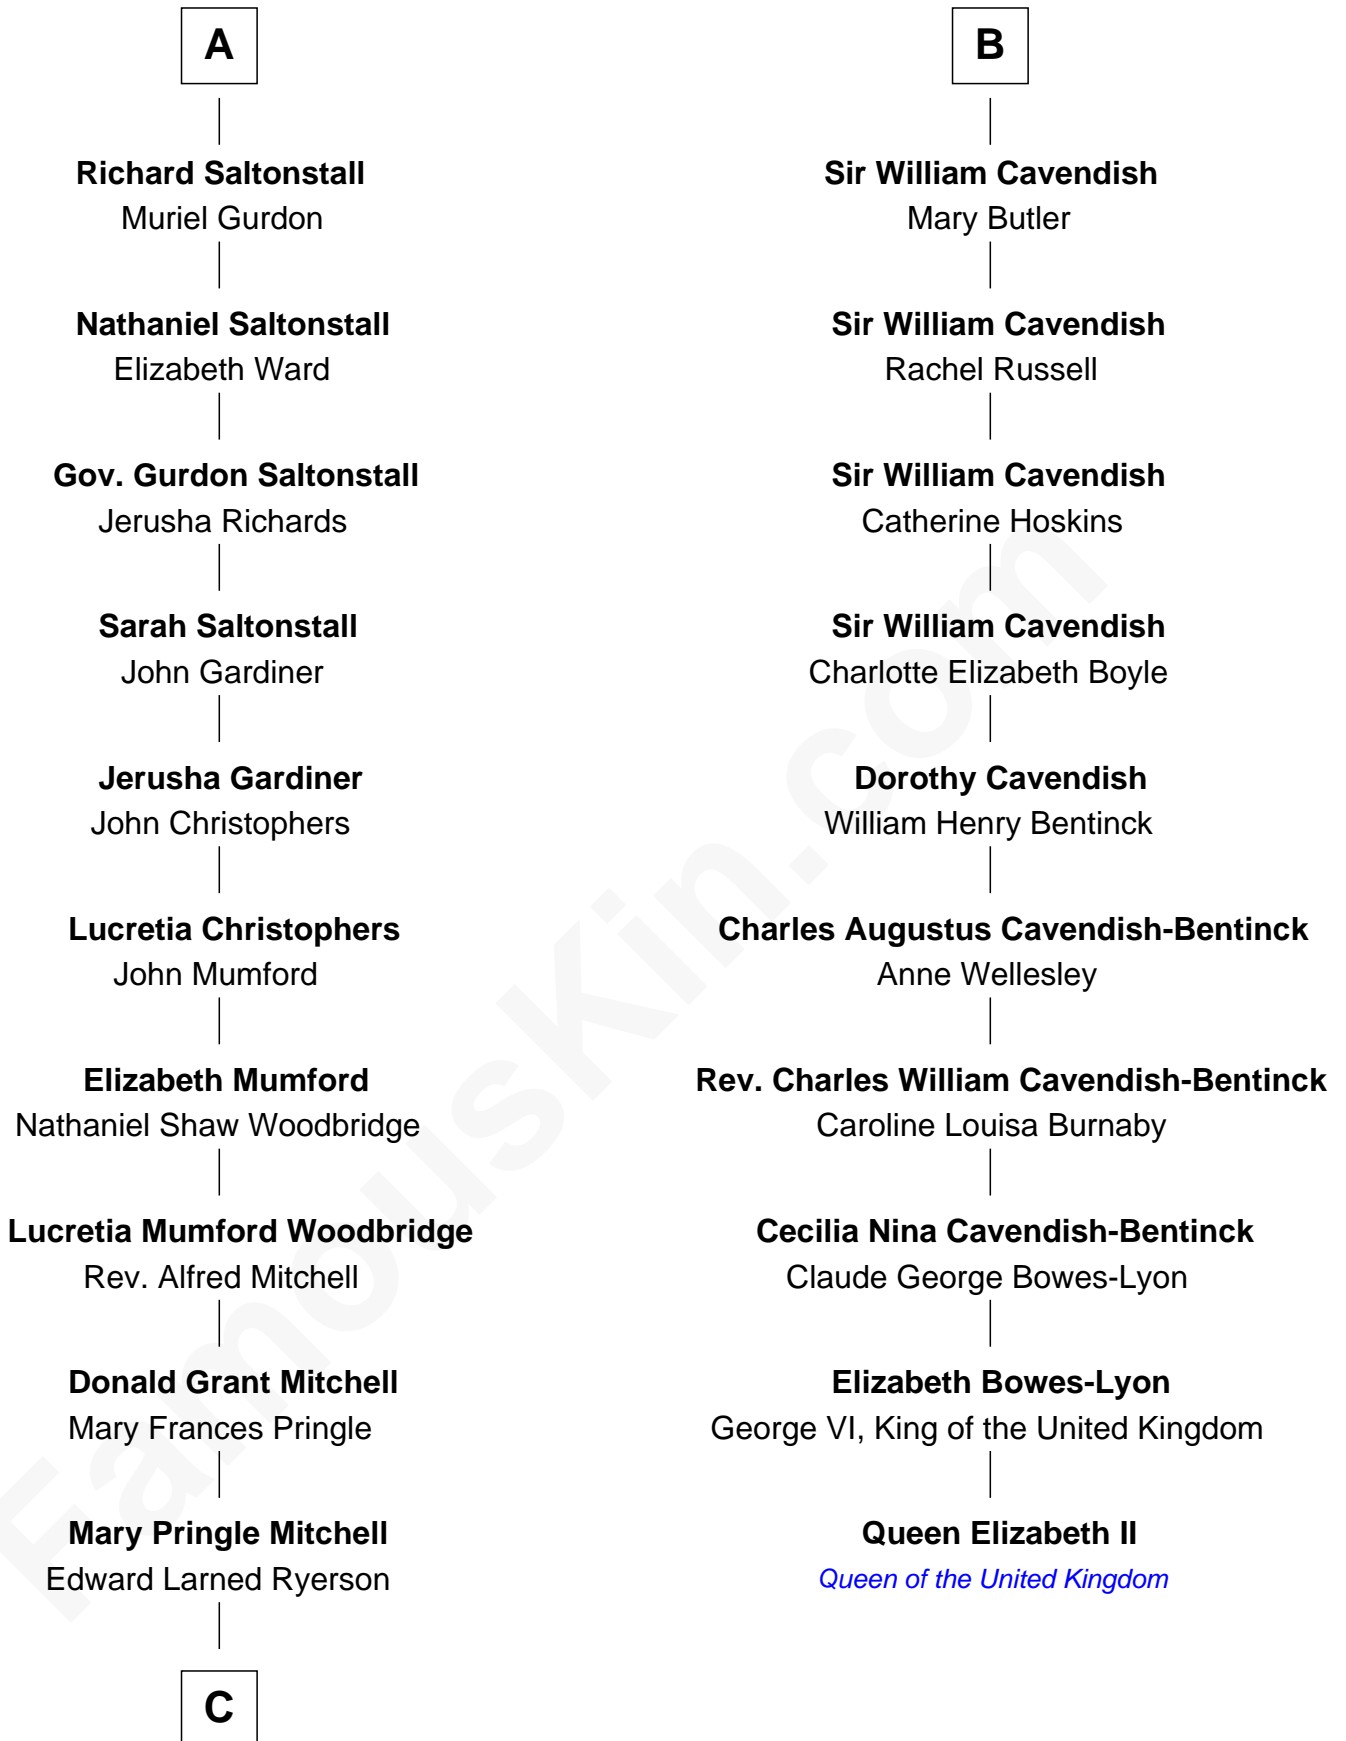 A
Richard Saltonstall
Muriel Gurdon
Nathaniel Saltonstall
Elizabeth Ward
Gov. Gurdon Saltonstall
Jerusha Richards
Sarah Saltonstall
John Gardiner
Jerusha Gardiner
John Christophers
Lucretia Christophers
John Mumford
Elizabeth Mumford
Nathaniel Shaw Woodbridge
Lucretia Mumford Woodbridge
Rev. Alfred Mitchell
Donald Grant Mitchell
Mary Frances Pringle
Mary Pringle Mitchell
Edward Larned Ryerson
C
B
Sir William Cavendish
Mary Butler
Sir William Cavendish
Rachel Russell
Sir William Cavendish
Catherine Hoskins
Sir William Cavendish
Charlotte Elizabeth Boyle
Dorothy Cavendish
William Henry Bentinck
Charles Augustus Cavendish-Bentinck
Anne Wellesley
Rev. Charles William Cavendish-Bentinck
Caroline Louisa Burnaby
Cecilia Nina Cavendish-Bentinck
Claude George Bowes-Lyon
Elizabeth Bowes-Lyon
George VI, King of the United Kingdom
Queen Elizabeth II
Queen of the United Kingdom
FamousKin.com